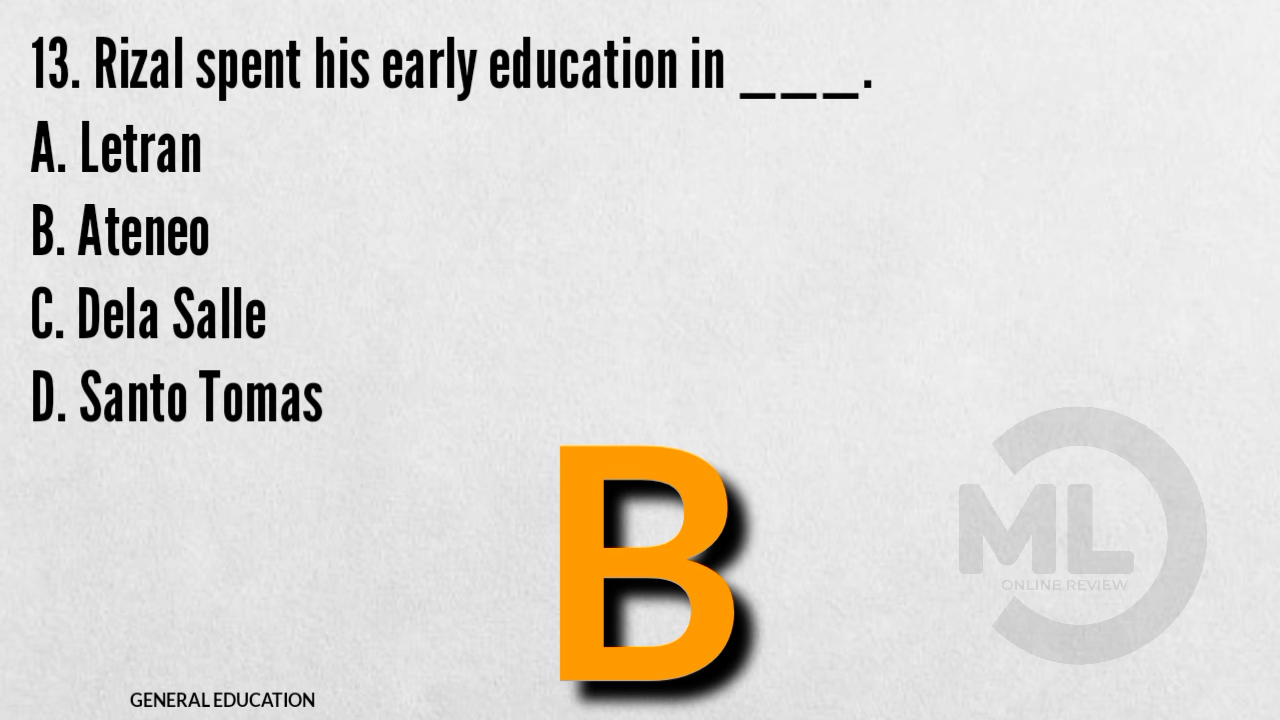 13. Rizal spent his early education in ___.
A. Letran
B. Ateneo
C. Dela Salle
D. Santo Tomas
B
ML
ONLINE REVIEW
GENERAL EDUCATION